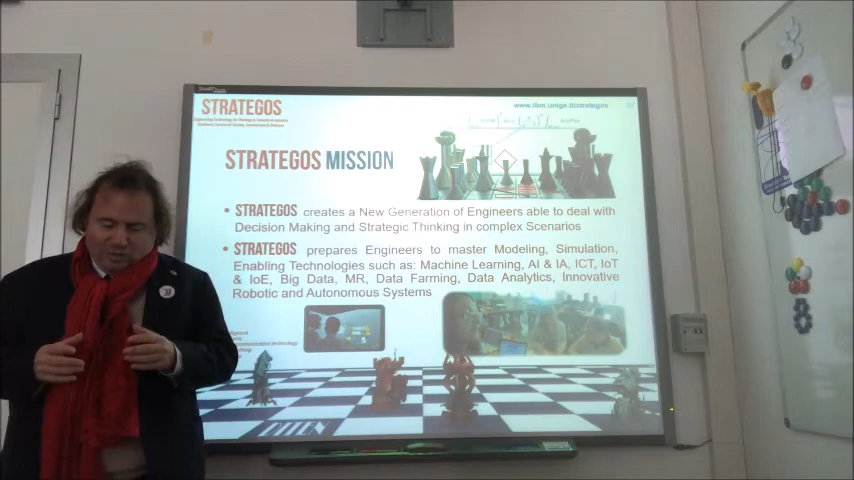 STRATEGOS
www.itim.unige.it/strategos
STRATEGOS MISSION
• STRATEGOS creates a New Generation of Engineers able to deal with
Decision Making and Strategic Thinking in complex Scenarios
• STRATEGOS prepares Engineers to master Modeling, Simulation,
Enabling Technologies such as: Machine Learning, AI & IA, ICT, IoT
& IoE, Big Data, MR, Data Farming, Data Analytics, Innovative
Robotic and Autonomous Systems
DITEN